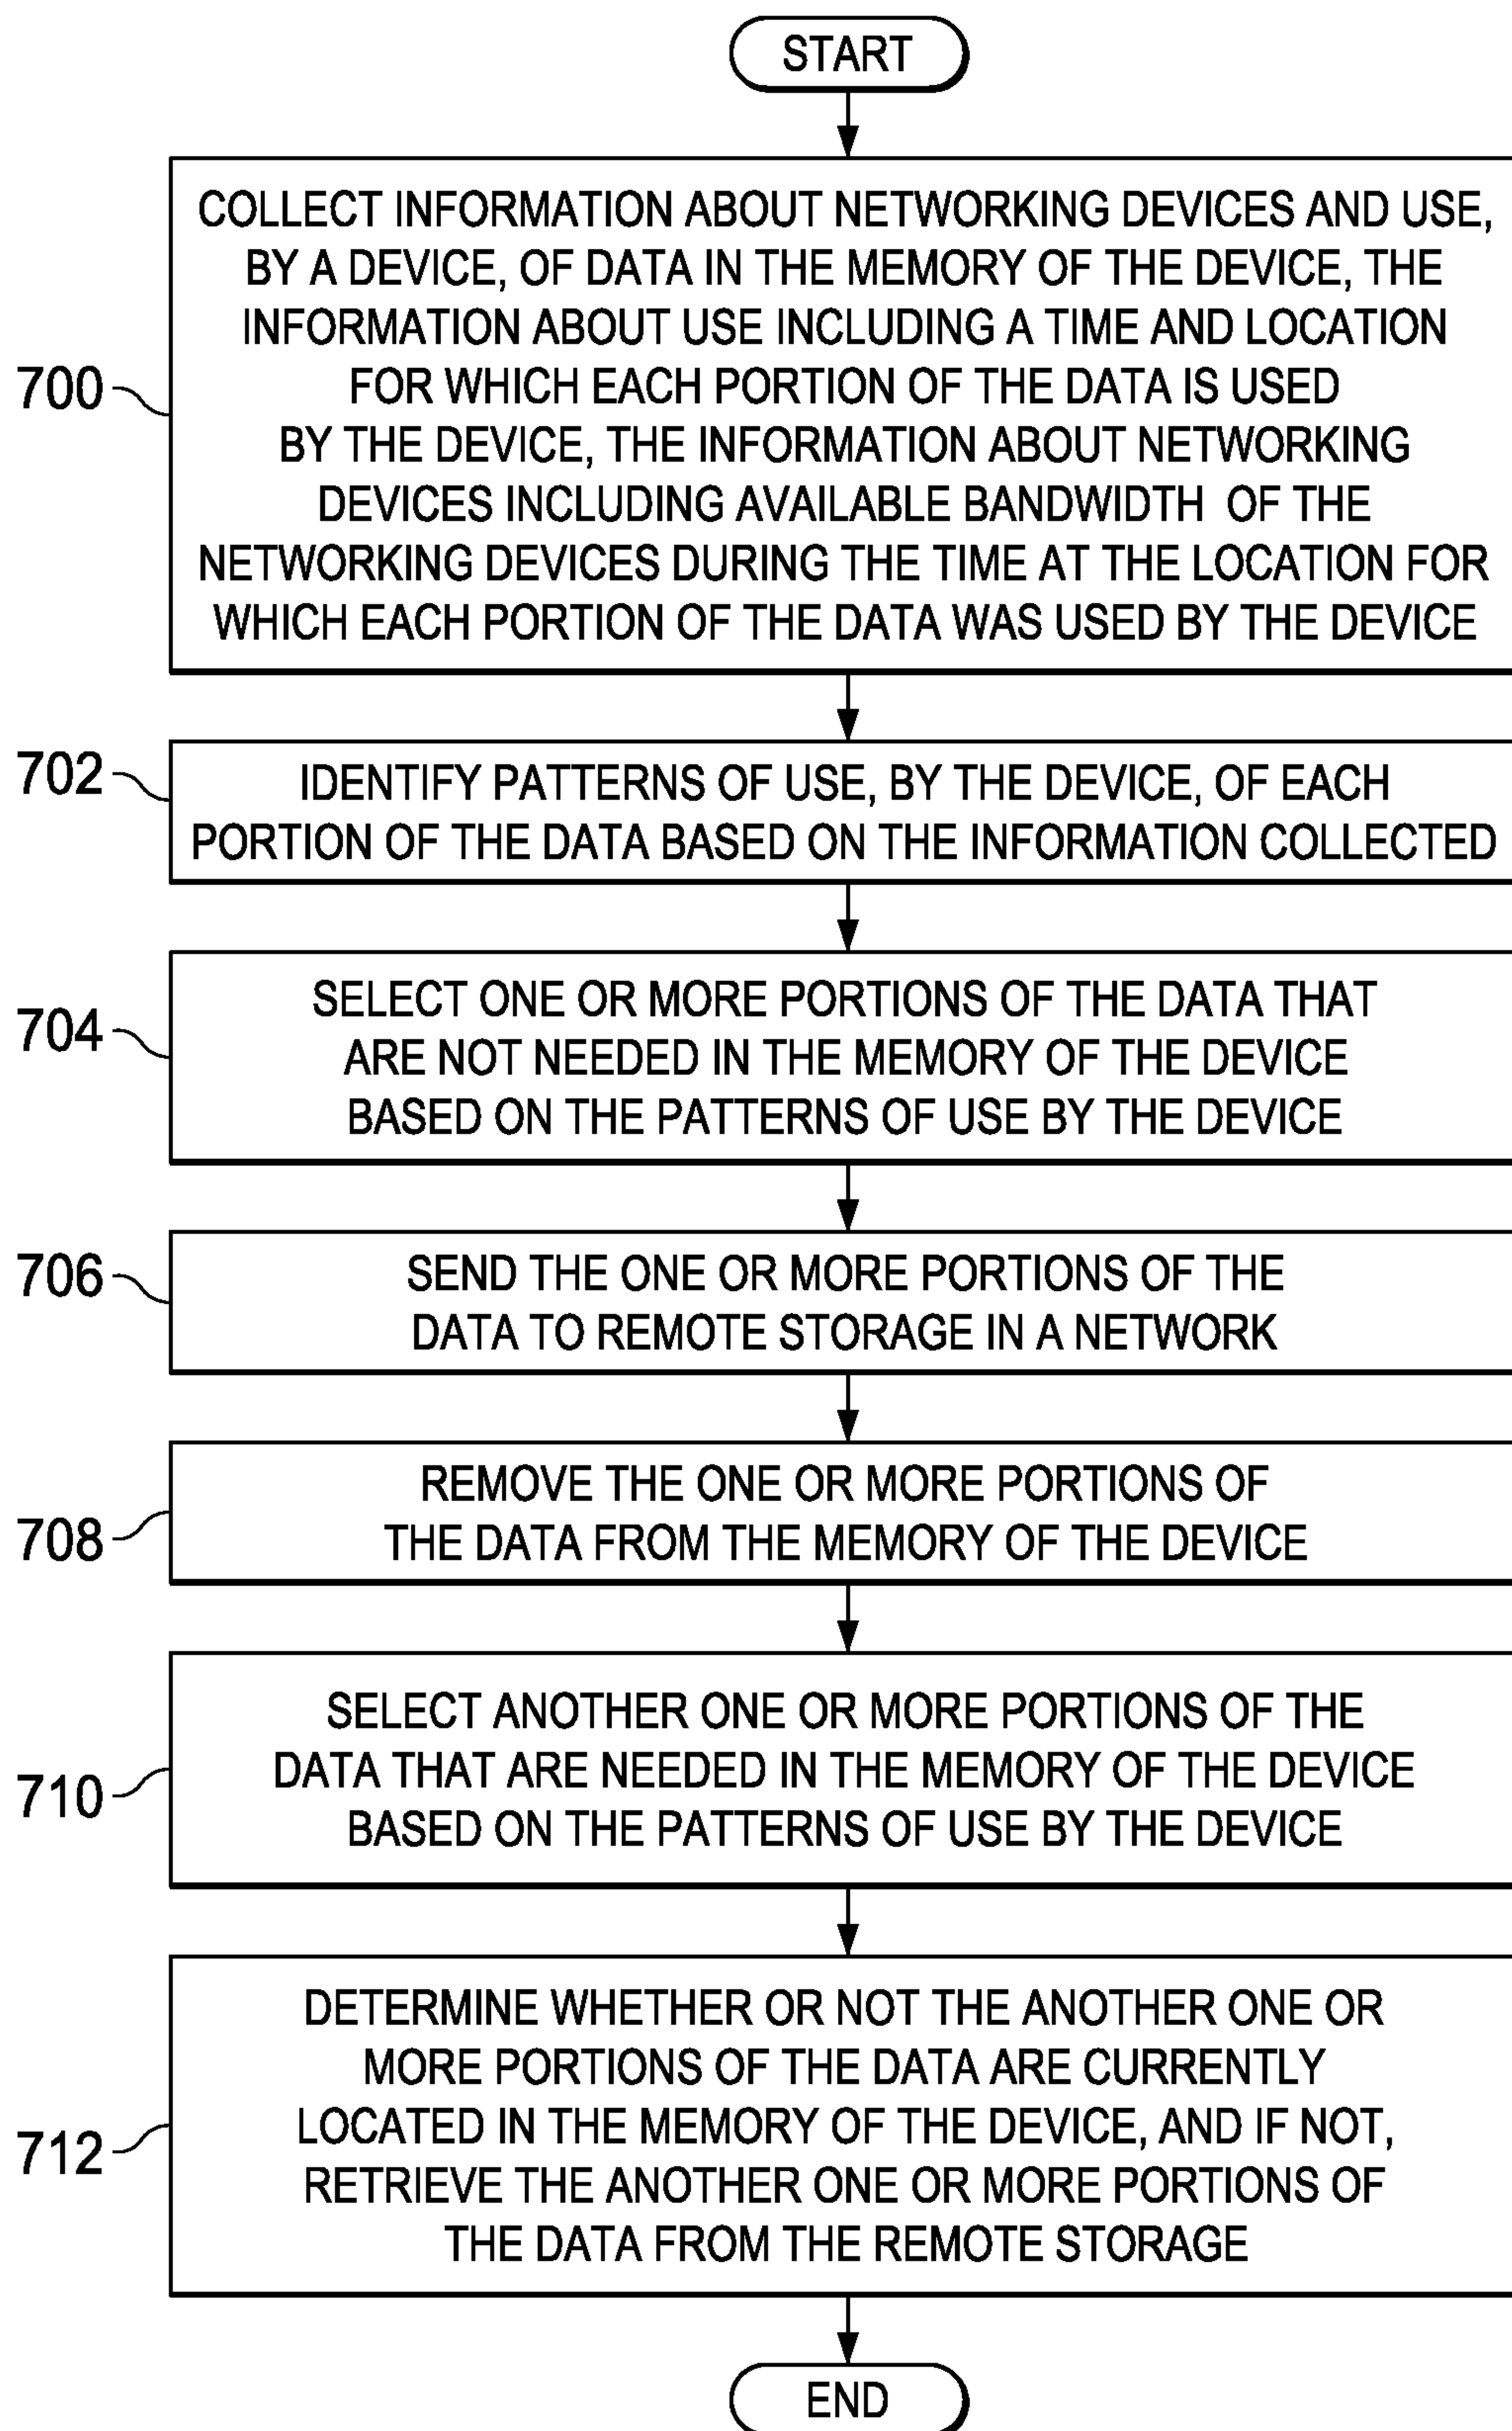 START
COLLECT INFORMATION ABOUT NETWORKING DEVICES AND USE,
BY A DEVICE, OF DATA IN THE MEMORY OF THE DEVICE, THE
INFORMATION ABOUT USE INCLUDING A TIME AND LOCATION
FOR WHICH EACH PORTION OF THE DATA IS USED
BY THE DEVICE, THE INFORMATION ABOUT NETWORKING
DEVICES INCLUDING AVAILABLE BANDWIDTH OF THE
NETWORKING DEVICES DURING THE TIME AT THE LOCATION FOR
WHICH EACH PORTION OF THE DATA WAS USED BY THE DEVICE
700
702
IDENTIFY PATTERNS OF USE, BY THE DEVICE, OF EACH
PORTION OF THE DATA BASED ON THE INFORMATION COLLECTED
704
SELECT ONE OR MORE PORTIONS OF THE DATA THAT
ARE NOT NEEDED IN THE MEMORY OF THE DEVICE
BASED ON THE PATTERNS OF USE BY THE DEVICE
706
SEND THE ONE OR MORE PORTIONS OF THE
DATA TO REMOTE STORAGE IN A NETWORK
708
REMOVE THE ONE OR MORE PORTIONS OF
THE DATA FROM THE MEMORY OF THE DEVICE
710
SELECT ANOTHER ONE OR MORE PORTIONS OF THE
DATA THAT ARE NEEDED IN THE MEMORY OF THE DEVICE
BASED ON THE PATTERNS OF USE BY THE DEVICE
712
DETERMINE WHETHER OR NOT THE ANOTHER ONE OR
MORE PORTIONS OF THE DATA ARE CURRENTLY
LOCATED IN THE MEMORY OF THE DEVICE, AND IF NOT,
RETRIEVE THE ANOTHER ONE OR MORE PORTIONS OF
THE DATA FROM THE REMOTE STORAGE
END